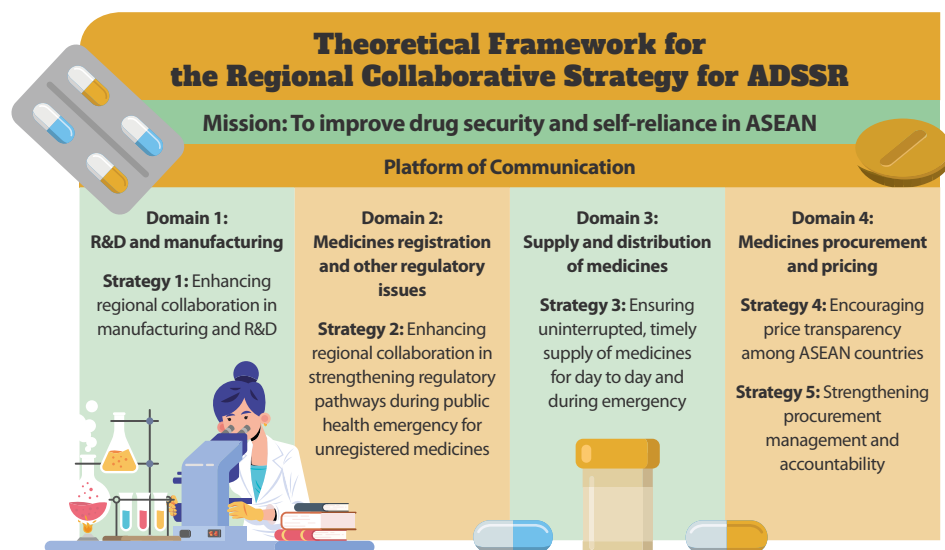 Theoretical Framework for
the Regional Collaborative Strategy for ADSSR
Mission: To improve drug security and self-reliance in ASEAN
Platform of Communication
Domain 1:
R&D and manufacturing
Strategy 1: Enhancing
regional collaboration in
manufacturing and R&D
Domain 2:
Medicines registration
and other regulatory
issues
Strategy 2: Enhancing
regional collaboration in
strengthening regulatory
pathways during public
health emergency for
unregistered medicines
Domain 3:
Supply and distribution
of medicines
Strategy 3: Ensuring
uninterrupted, timely
supply of medicines
for day to day and
during emergency
Domain 4:
Medicines procurement
and pricing
Strategy 4: Encouraging
price transparency
among ASEAN countries
Strategy 5: Strengthening
procurement
management and
accountability